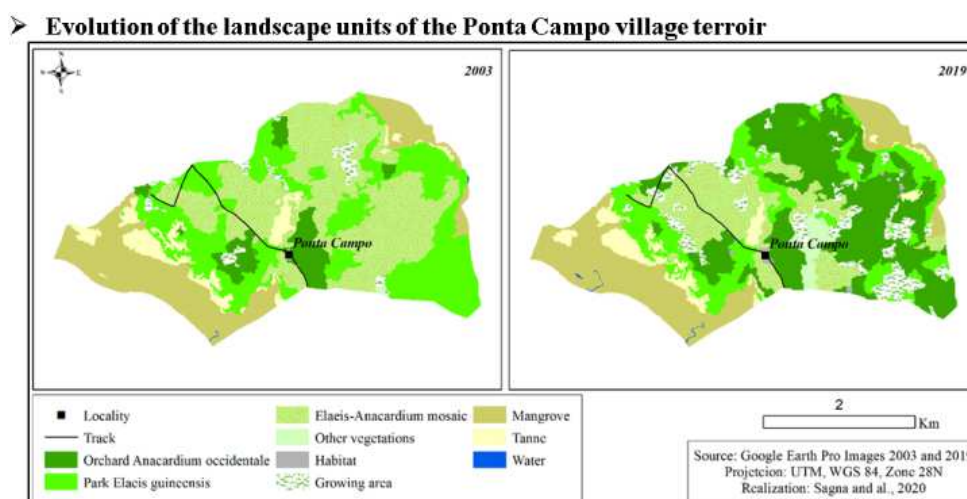 ➢ Evolution of the landscape units of the Ponta Campo village terroir
2003
N
E
Ponta Campo
2019
Ponta Campo
Locality
Track
Orchard Anacardium occidentale
Park Elaeis guineensis
Elaeis-Anacardium mosaic
Other vegetations
Habitat
Growing area
Mangrove
Tanne
Water
2
Km
Source: Google Earth Pro Images 2003 and 2019
Projetcion: UTM, WGS 84, Zone 28N
Realization: Sagna and al., 2020